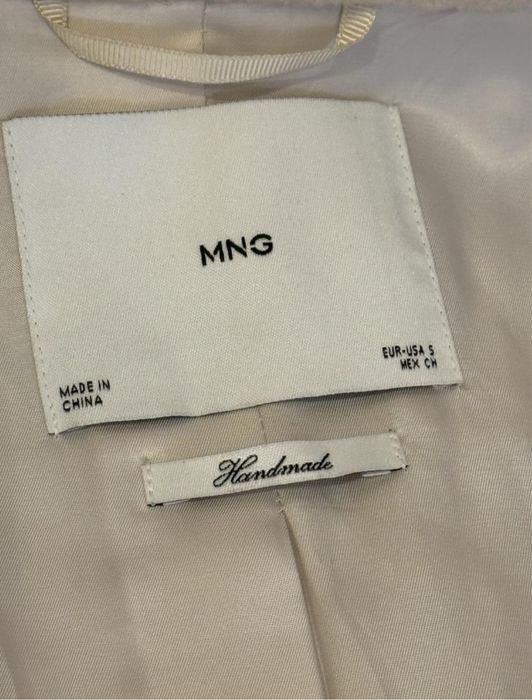 MNG
EUR-USA S
MEX CH
MADE IN
CHINA
Handmade